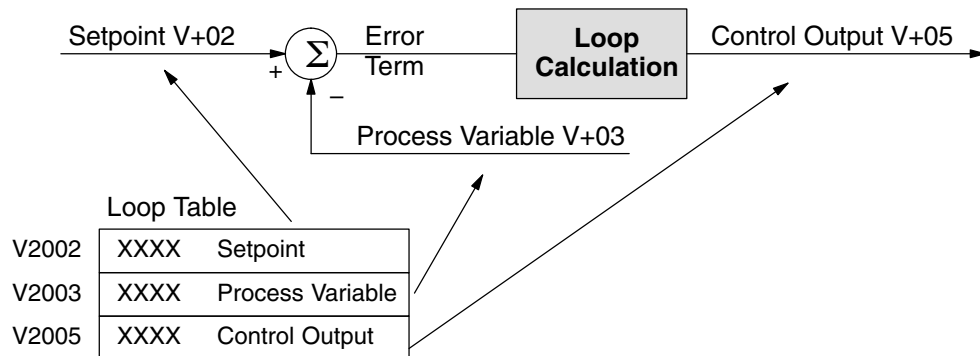 Setpoint V+02
+
Σ
−
Error
Term
Loop
Calculation
Control Output V+05
Process Variable V+03
Loop Table
V2002 XXXX Setpoint
V2003 XXXX Process Variable
V2005 XXXX Control Output